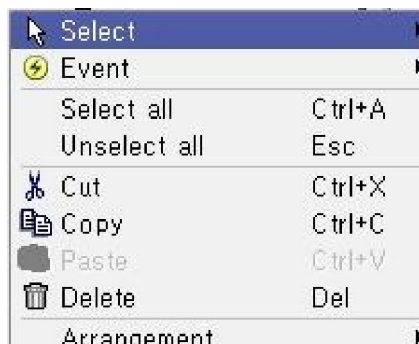 Select
Event
Select all Ctrl+A
Unselect all Esc
Cut Ctrl+X
Copy Ctrl+C
Paste Ctrl+V
Delete Del
Arrangement